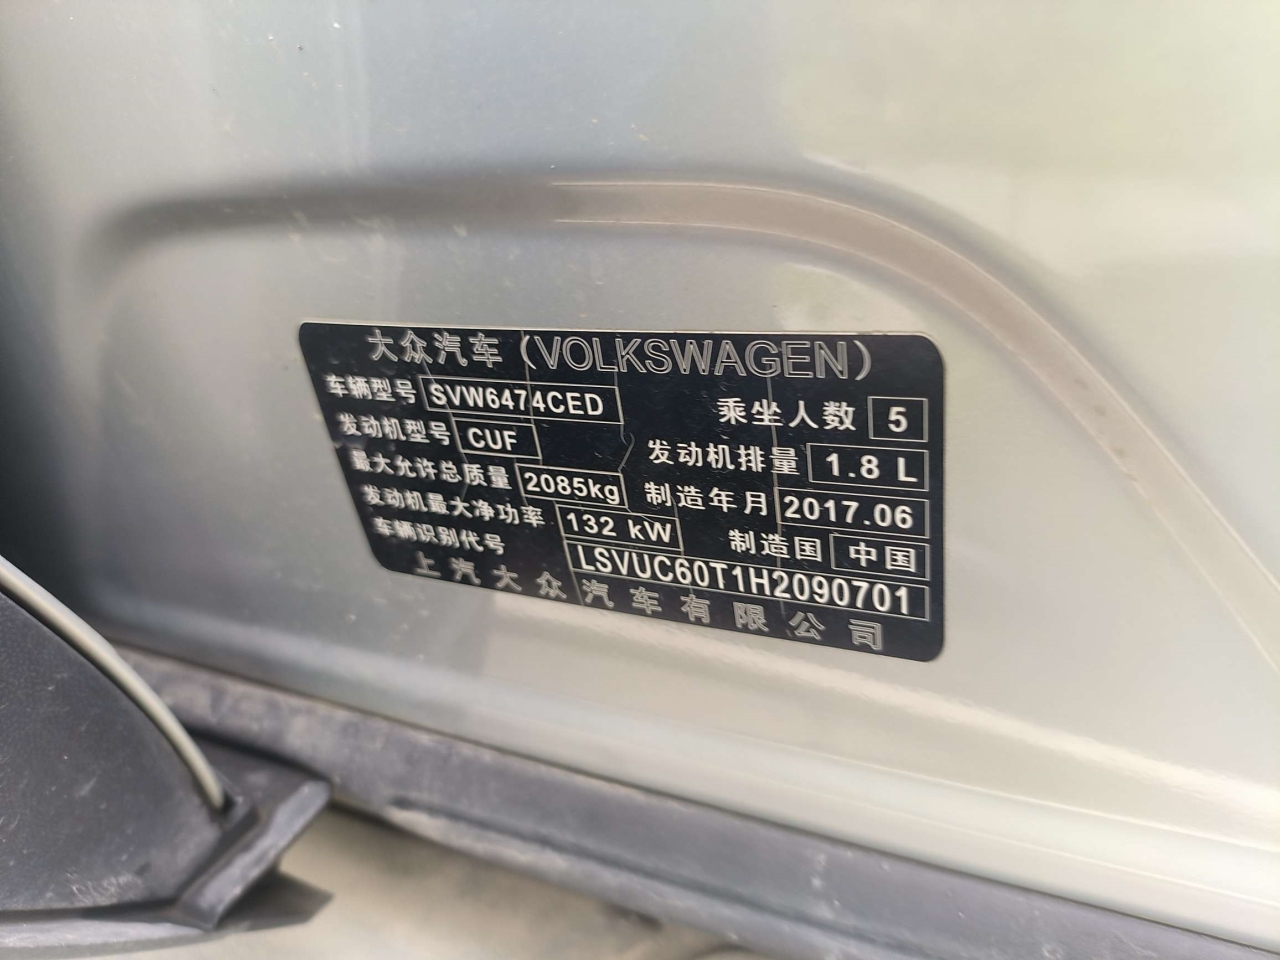 大众汽车(VOLKSWAGEN)
车辆型号 SVW6474CED 乘坐人数 5
发动机型号 CUF 发动机排量 1.8 L
最大允许总质量 2085kg 制造年月 2017.06
发动机最大净功率 132 kW 制造国 中国
车辆识别代号 LSVUC60T1H2090701
上汽大众汽车有限公司